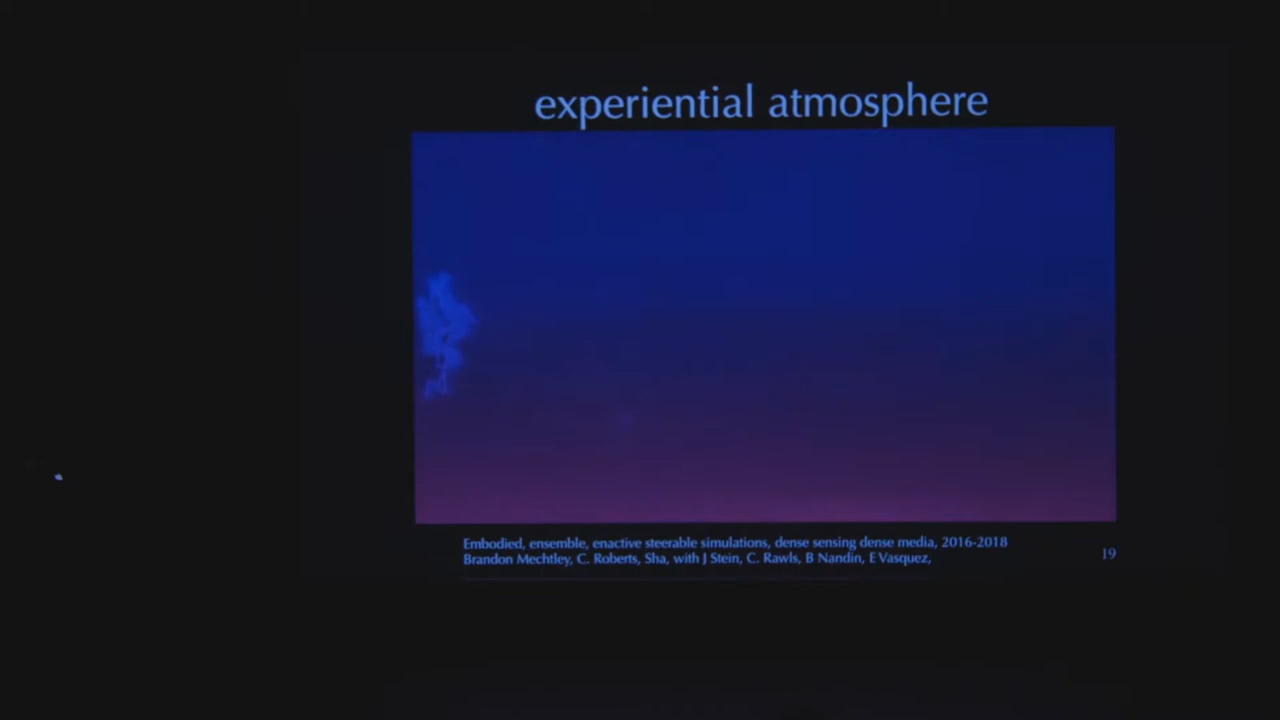 experiential atmosphere
Embodied, ensemble, enactive steerable simulations, dense sensing dense media, 2016-2018
Brandon Mechtley, C. Roberts, Sha, with J Stein, C. Rawls, B Nandin, E Vasquez,
19